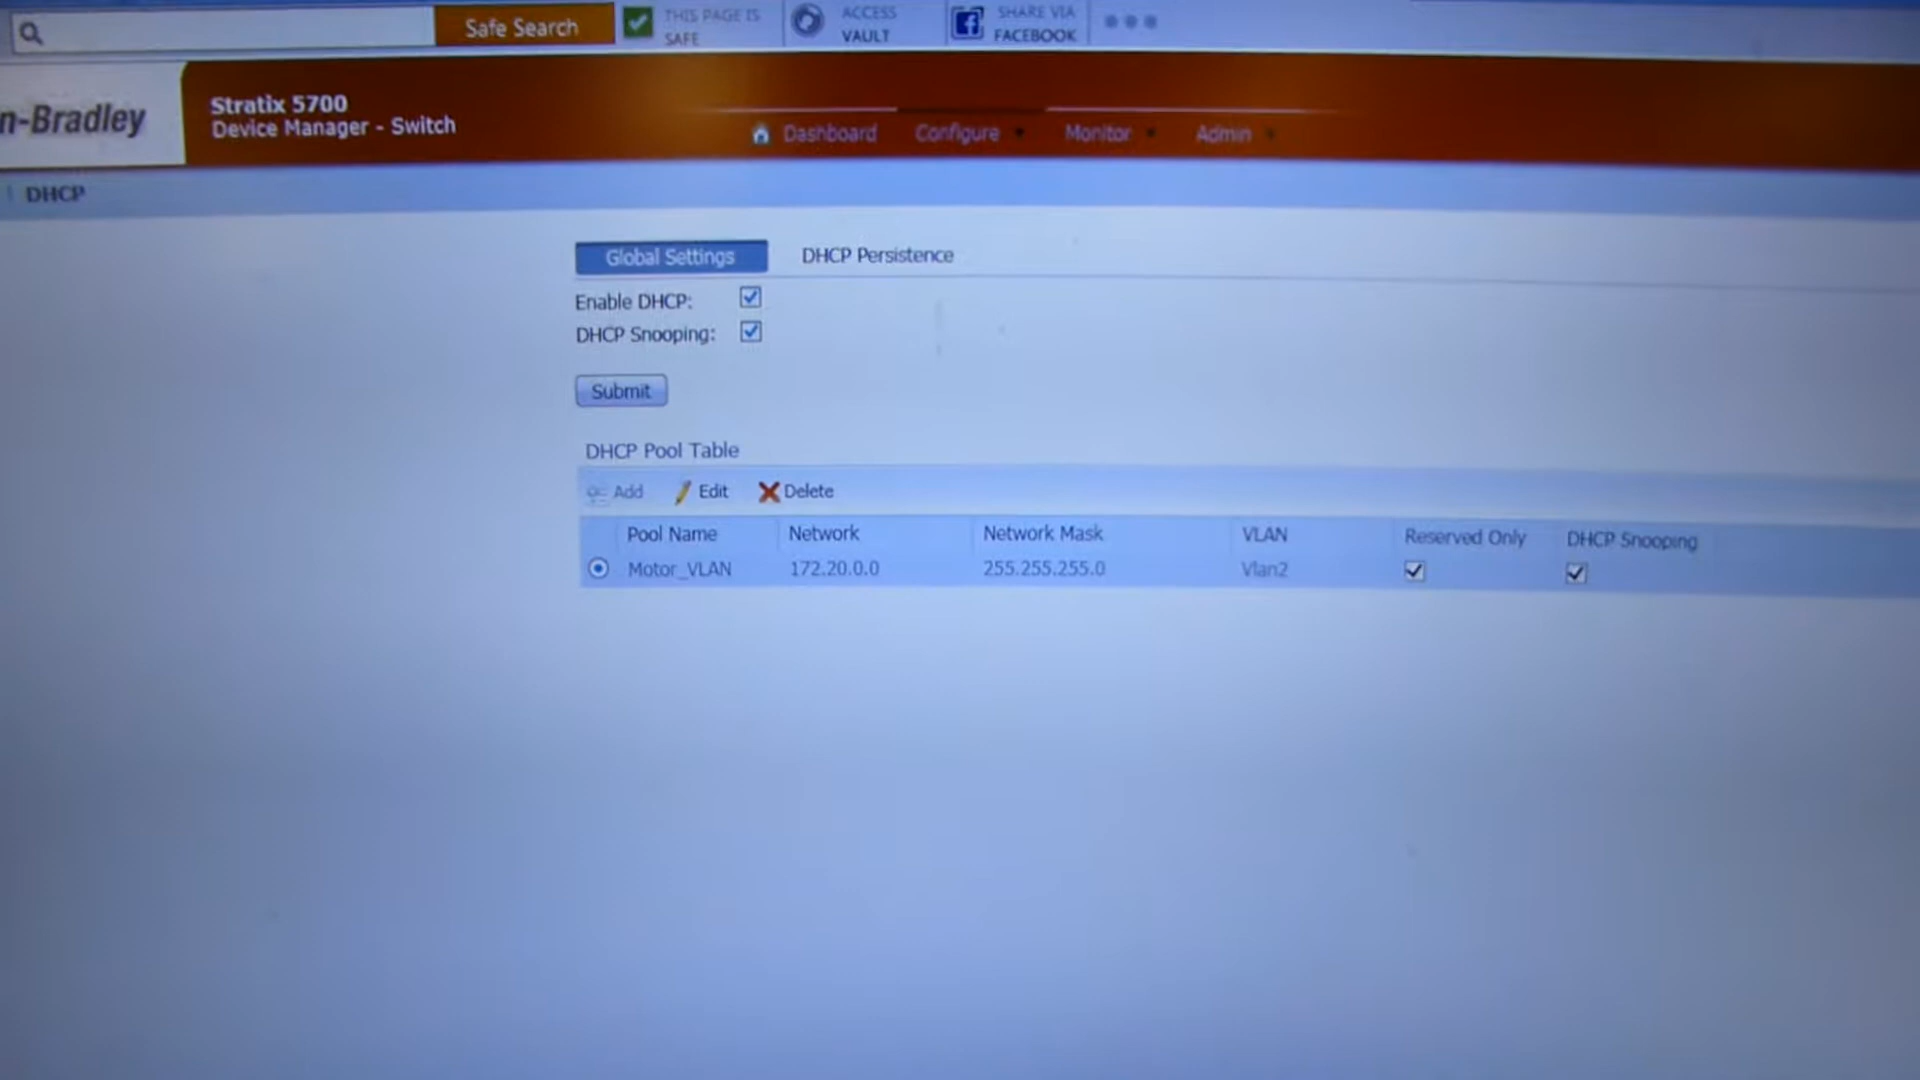 Safe Search
THIS PAGE IS
SAFE
ACCESS
VAULT
SHARE VIA
FACEBOOK
n-Bradley
Stratix 5700
Device Manager - Switch
Dashboard
Configure
Monitor
Admin
DHCP
Global Settings
DHCP Persistence
Enable DHCP:
DHCP Snooping:
Submit
DHCP Pool Table
Add
Edit
Delete
Pool Name Network Network Mask VLAN Reserved Only DHCP Snooping
Motor_VLAN 172.20.0.0 255.255.255.0 Vlan2